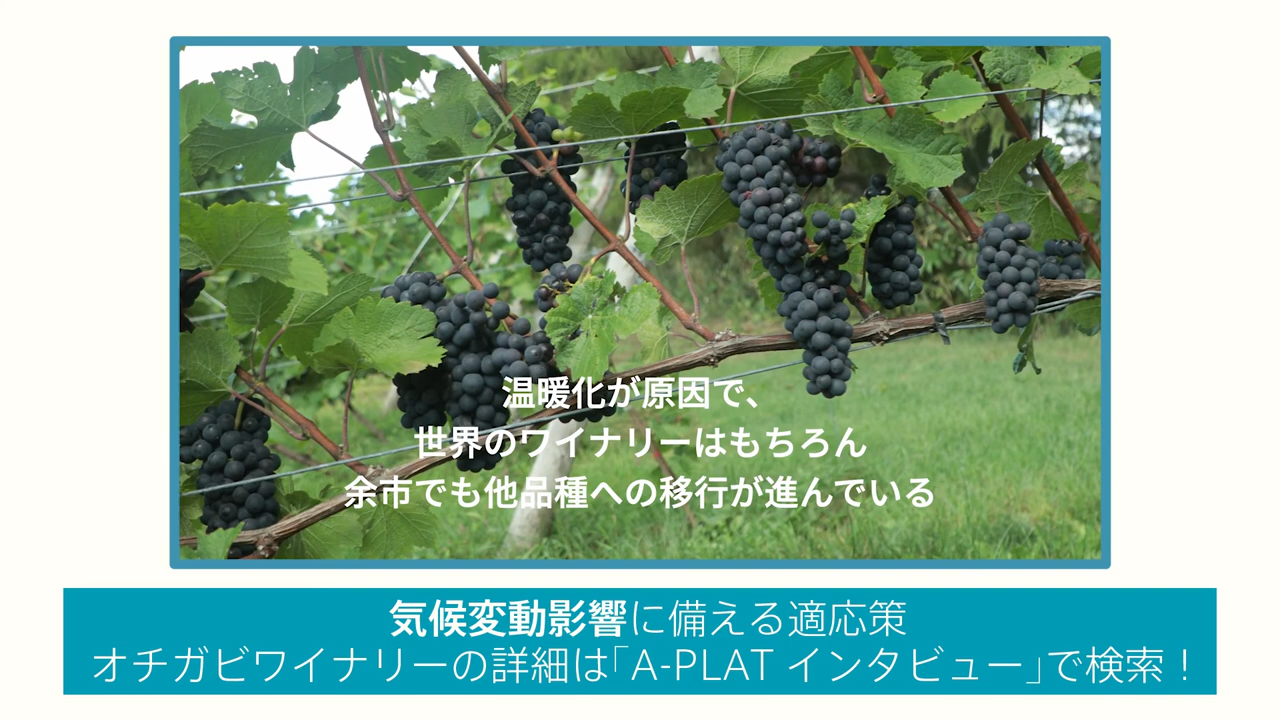 温暖化が原因で、
世界のワイナリーはもちろん
余市でも他品種への移行が進んでいる
気候変動影響に備える適応策
オチガビワイナリーの詳細は「A-PLAT インタビュー」で検索！